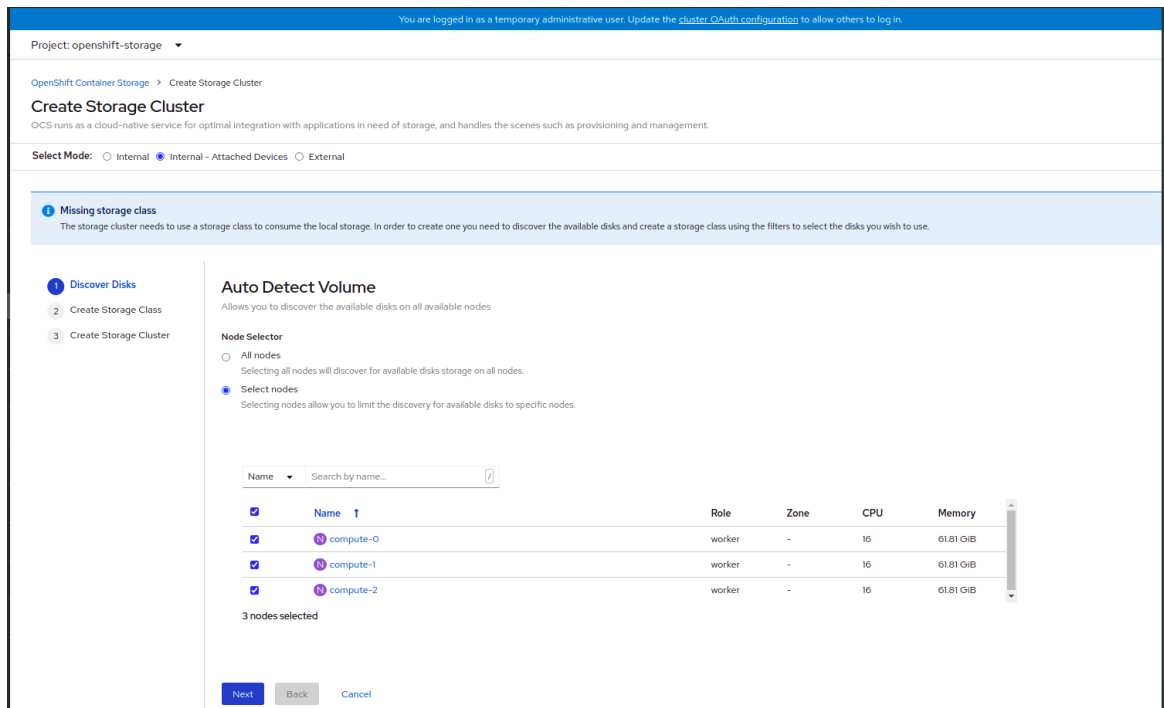 You are logged in as a temporary administrative user. Update the cluster OAuth configuration to allow others to log in.
Project: openshift-storage
OpenShift Container Storage > Create Storage Cluster
Create Storage Cluster
OCS runs as a cloud-native service for optimal integration with applications in need of storage, and handles the scenes such as provisioning and management.
Select Mode: Internal Internal - Attached Devices External
Missing storage class
The storage cluster needs to use a storage class to consume the local storage. In order to create one you need to discover the available disks and create a storage class using the filters to select the disks you wish to use.
1 Discover Disks
2 Create Storage Class
3 Create Storage Cluster
Auto Detect Volume
Allows you to discover the available disks on all available nodes
Node Selector
All nodes
Selecting all nodes will discover for available disks storage on all nodes.
Select nodes
Selecting nodes allow you to limit the discovery for available disks to specific nodes.
Name Search by name... /
Name ↑ Role Zone CPU Memory
N compute-0 worker - 16 61.81 GiB
N compute-1 worker - 16 61.81 GiB
N compute-2 worker - 16 61.81 GiB
3 nodes selected
Next Back Cancel